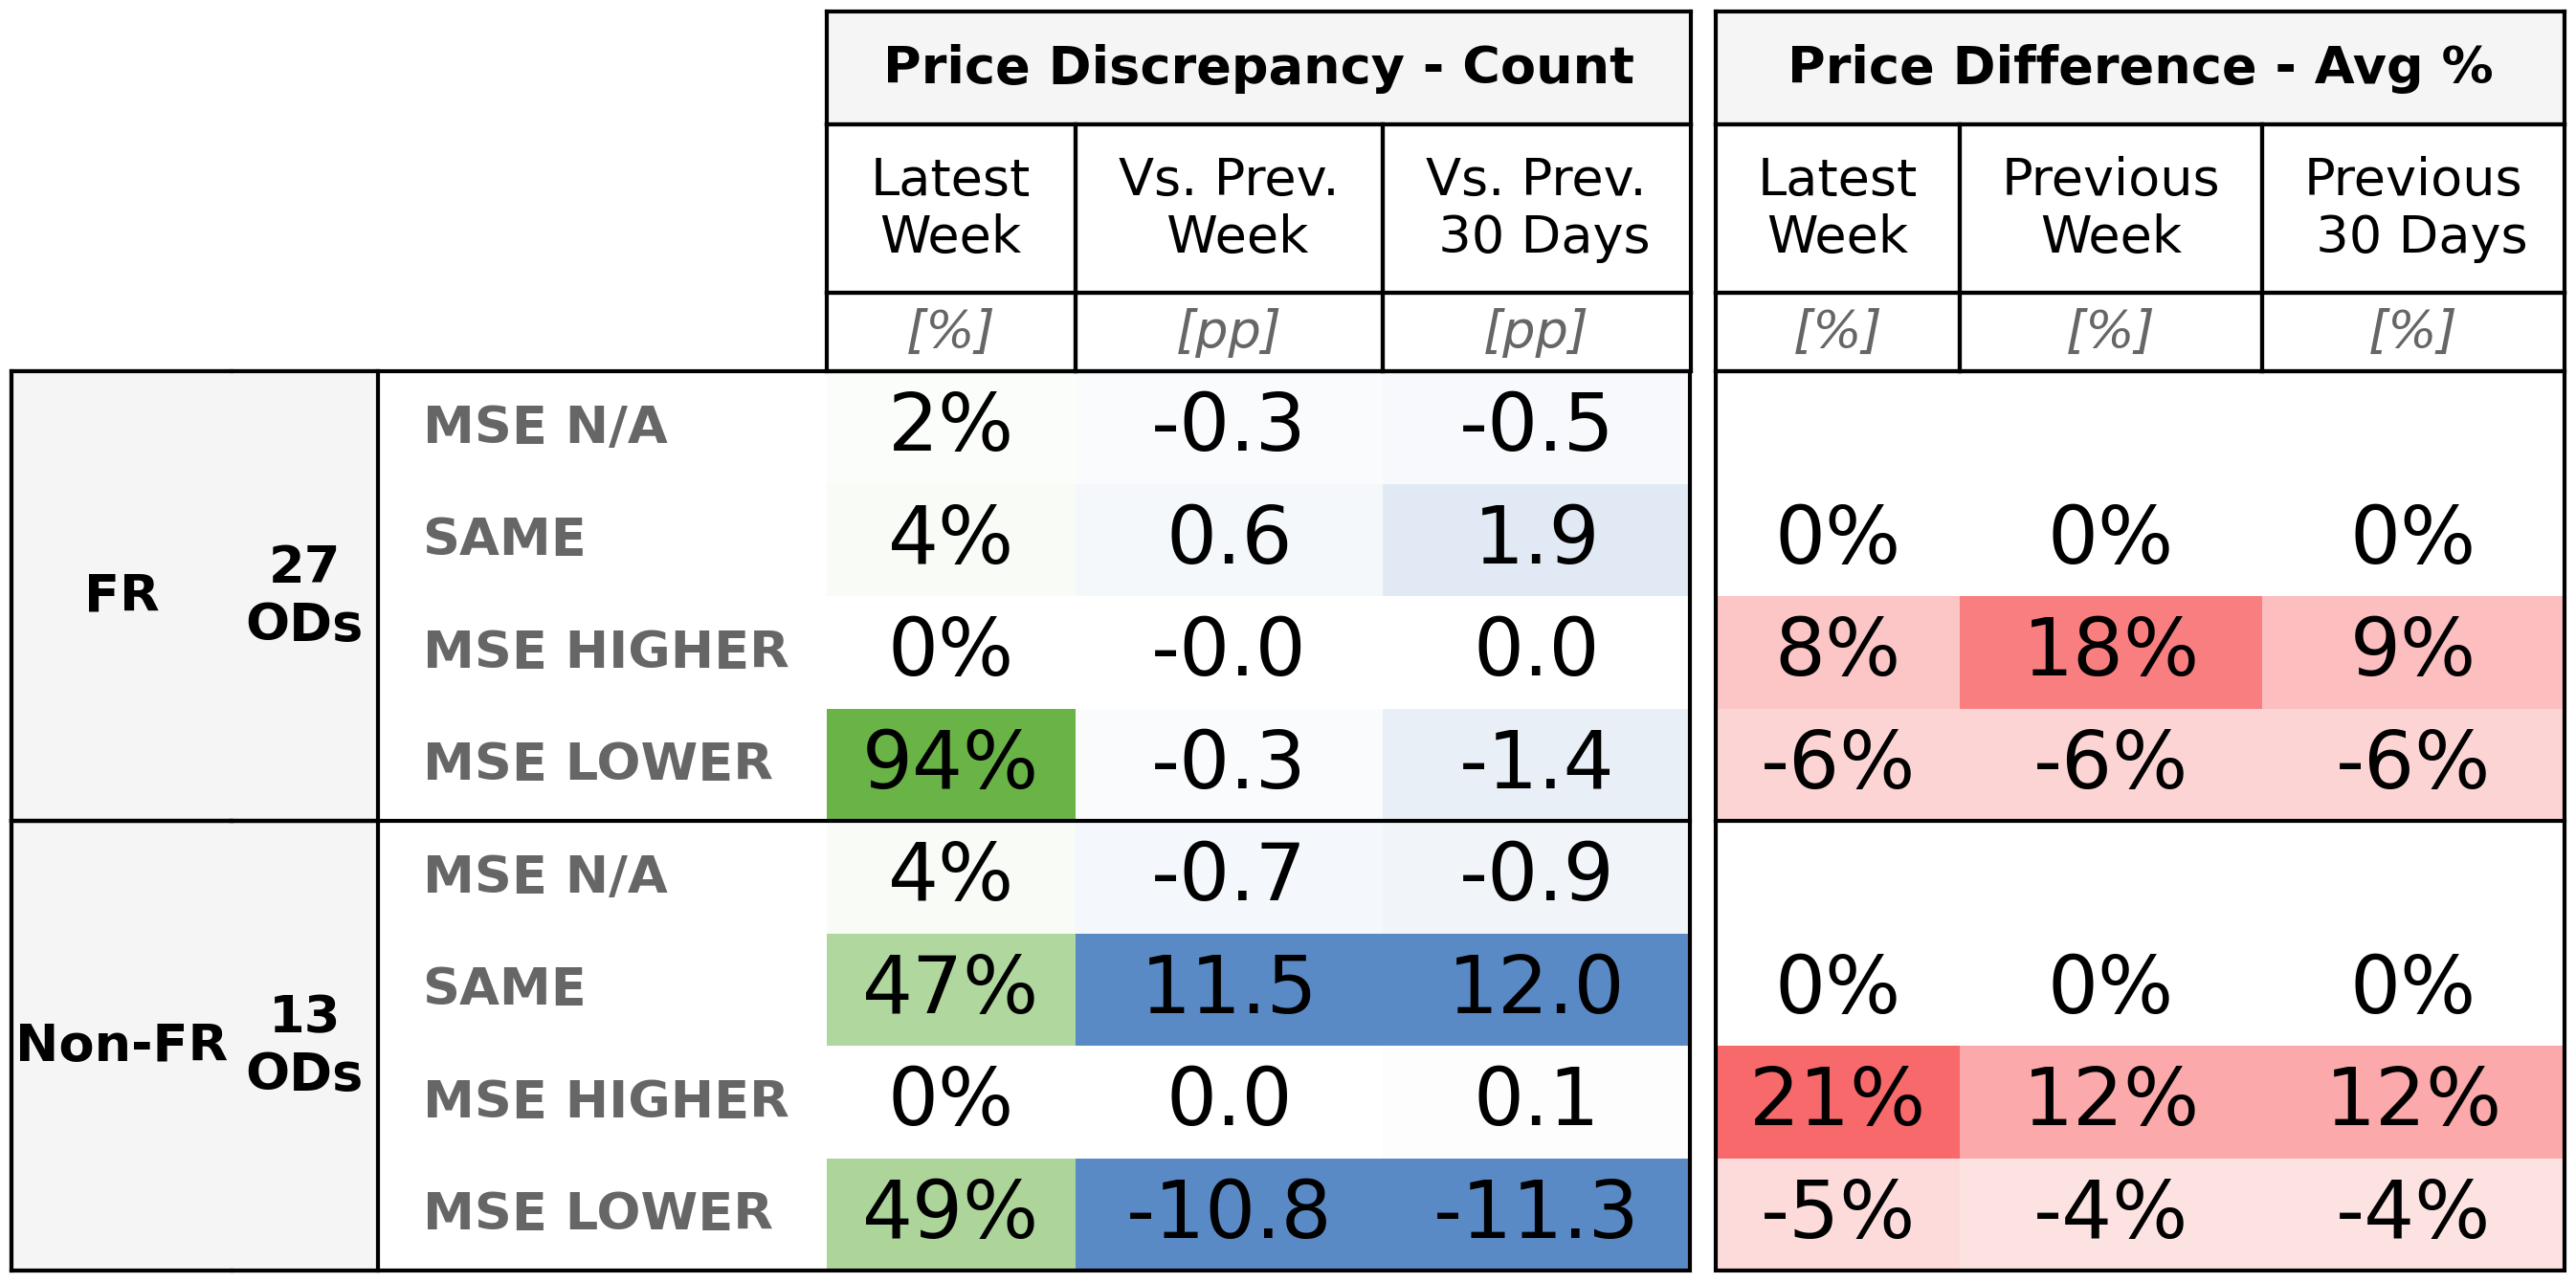 Price Discrepancy - Count Price Difference - Avg %
Latest Vs. Prev. Vs. Prev. Latest Previous Previous
Week Week 30 Days Week Week 30 Days
[%] [pp] [pp] [%] [%] [%]
FR 27 ODs
MSE N/A 2% -0.3 -0.5
SAME 4% 0.6 1.9 0% 0% 0%
MSE HIGHER 0% -0.0 0.0 8% 18% 9%
MSE LOWER 94% -0.3 -1.4 -6% -6% -6%
Non-FR 13 ODs
MSE N/A 4% -0.7 -0.9
SAME 47% 11.5 12.0 0% 0% 0%
MSE HIGHER 0% 0.0 0.1 21% 12% 12%
MSE LOWER 49% -10.8 -11.3 -5% -4% -4%